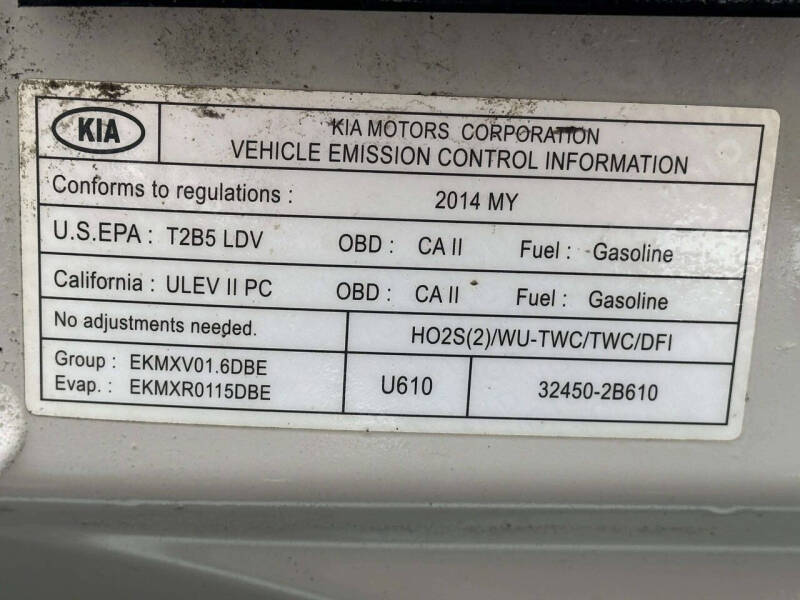 KIA
KIA MOTORS CORPORATION
VEHICLE EMISSION CONTROL INFORMATION
Conforms to regulations : 2014 MY
U.S.EPA : T2B5 LDV OBD : CA II Fuel : Gasoline
California : ULEV II PC OBD : CA II Fuel : Gasoline
No adjustments needed. HO2S(2)/WU-TWC/TWC/DFI
Group : EKMXV01.6DBE
Evap. : EKMXR0115DBE
U610
32450-2B610